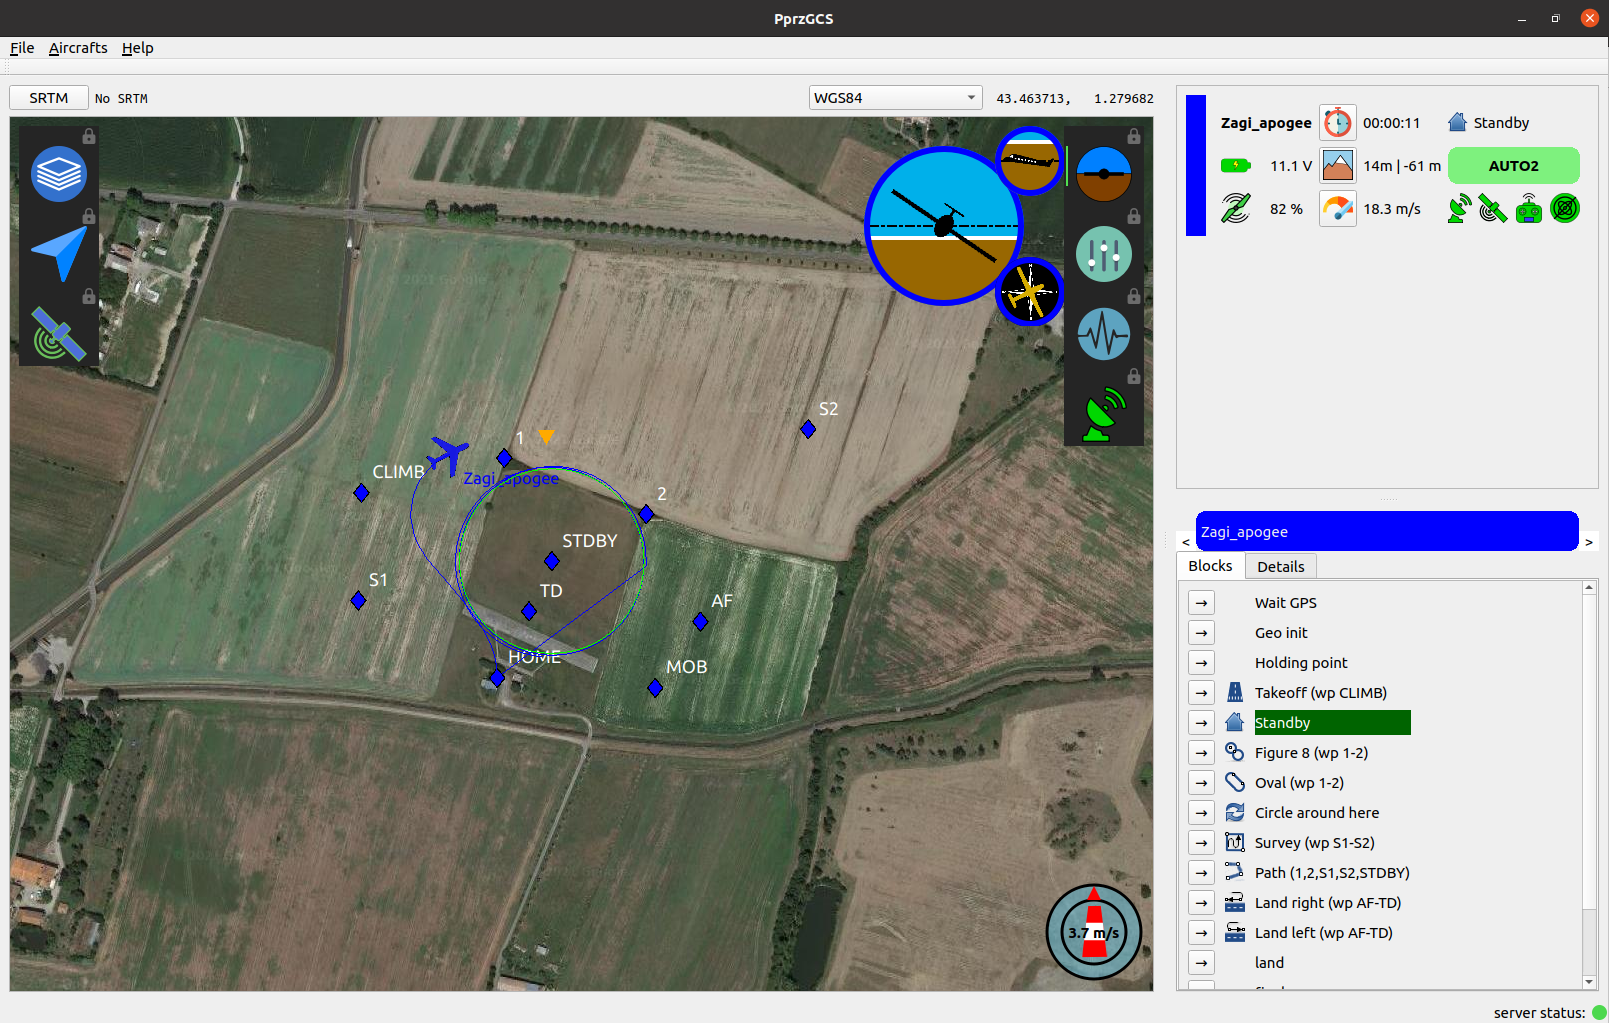 PprzGCS
File Aircrafts Help
SRTM No SRTM WGS84 43.463713, 1.279682
Zagi_apogee 00:00:11 Standby
11.1 V 14m | -61 m AUTO2
82 % 18.3 m/s
S2
1
CLIMB
Zagi_apogee
2
STDBY
S1
TD
AF
HOME
MOB
3.7 m/s
Zagi_apogee
< >
Blocks Details
→ Wait GPS
→ Geo init
→ Holding point
→ Takeoff (wp CLIMB)
→ Standby
→ Figure 8 (wp 1-2)
→ Oval (wp 1-2)
→ Circle around here
→ Survey (wp S1-S2)
→ Path (1,2,S1,S2,STDBY)
→ Land right (wp AF-TD)
→ Land left (wp AF-TD)
→ land
server status: